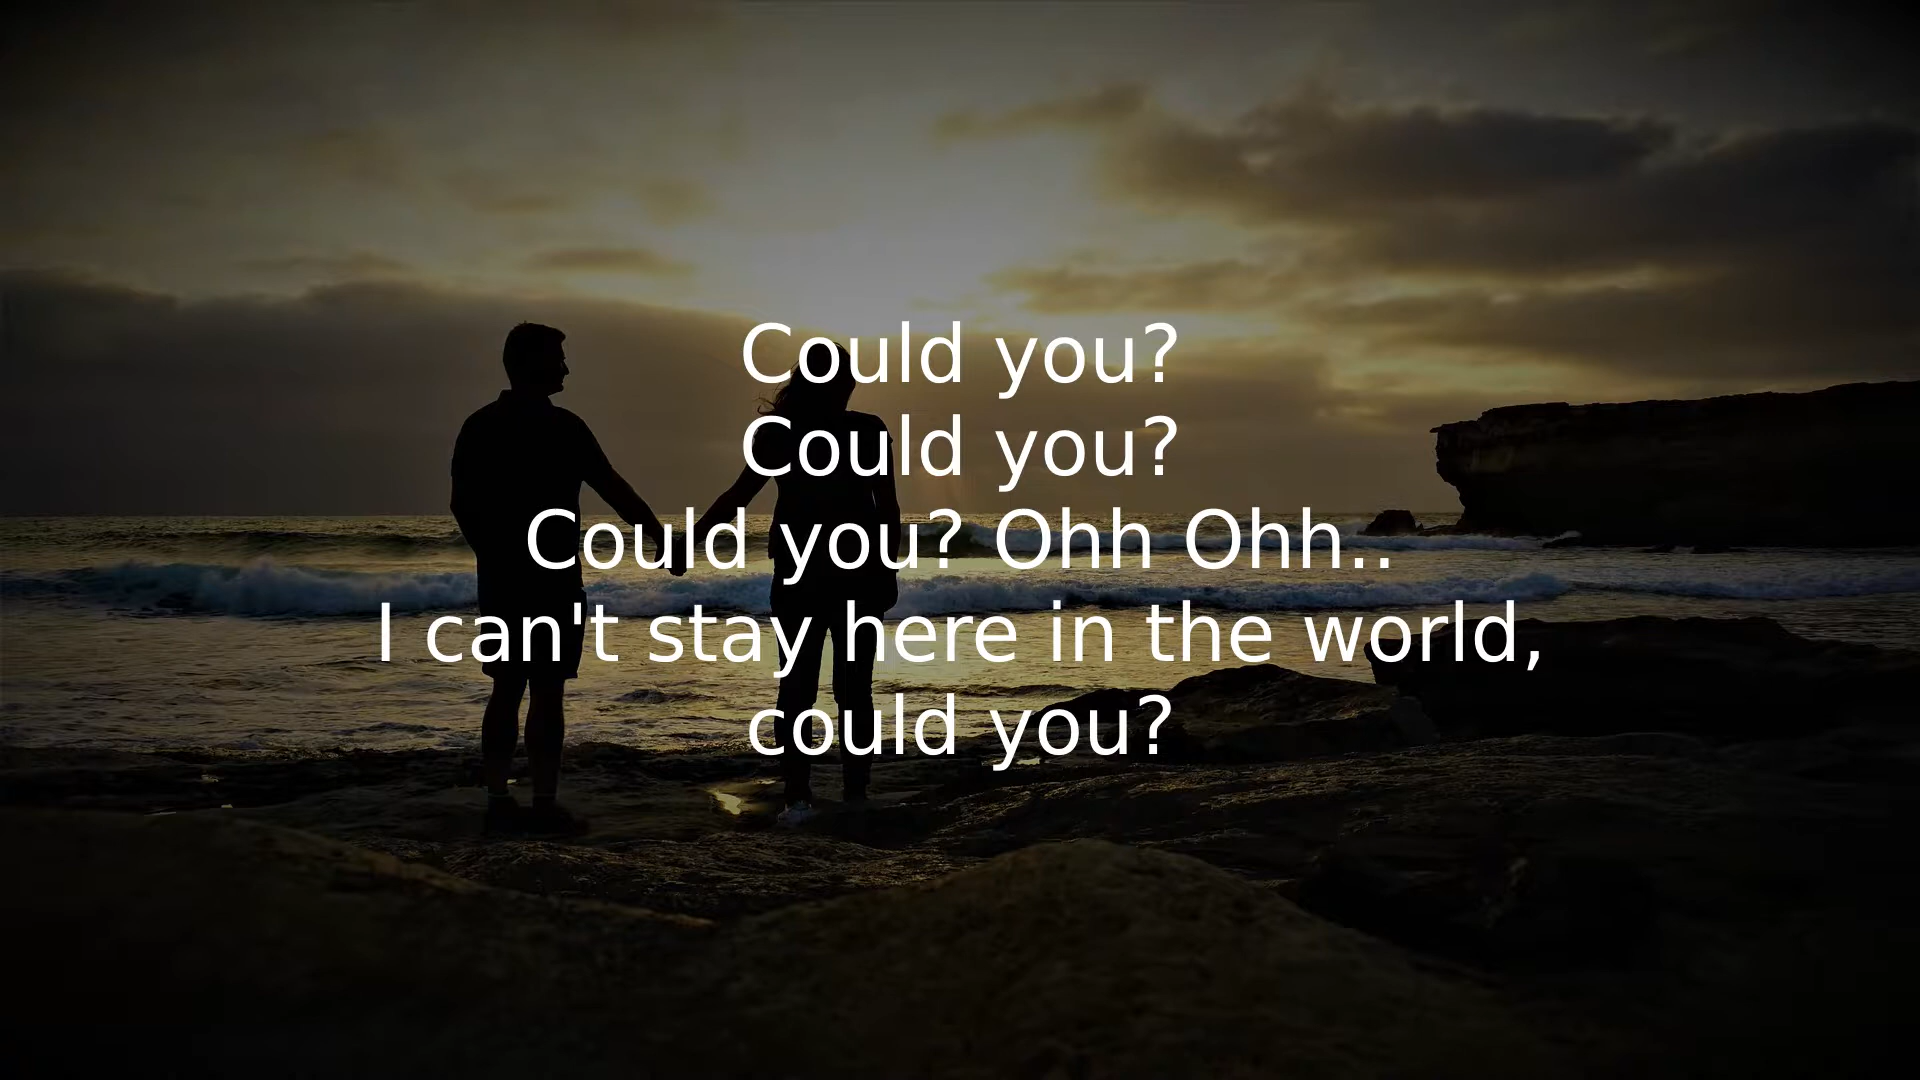 Could you?
Could you?
Could you? Ohh Ohh..
I can't stay here in the world,
could you?